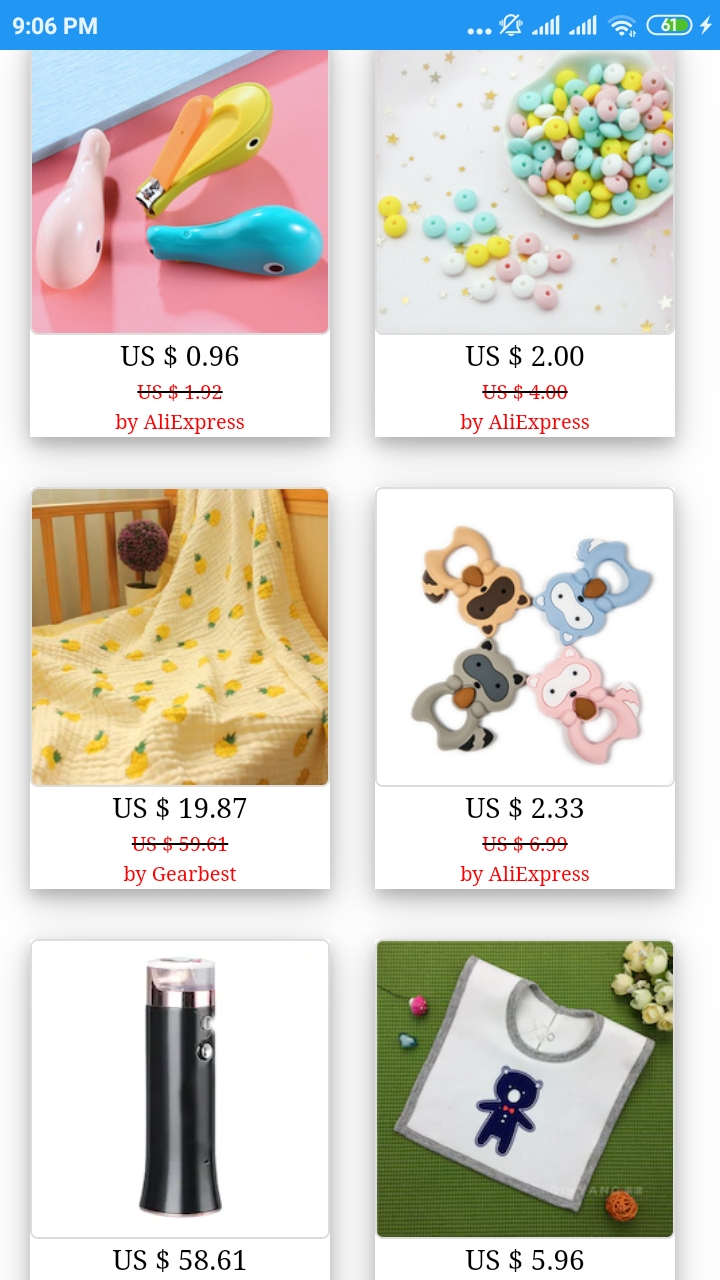 9:06 PM
61
US $ 0.96
US $ 1.92
by AliExpress
US $ 2.00
US $ 4.00
by AliExpress
US $ 19.87
US $ 59.61
by Gearbest
US $ 2.33
US $ 6.99
by AliExpress
US $ 58.61
US $ 5.96